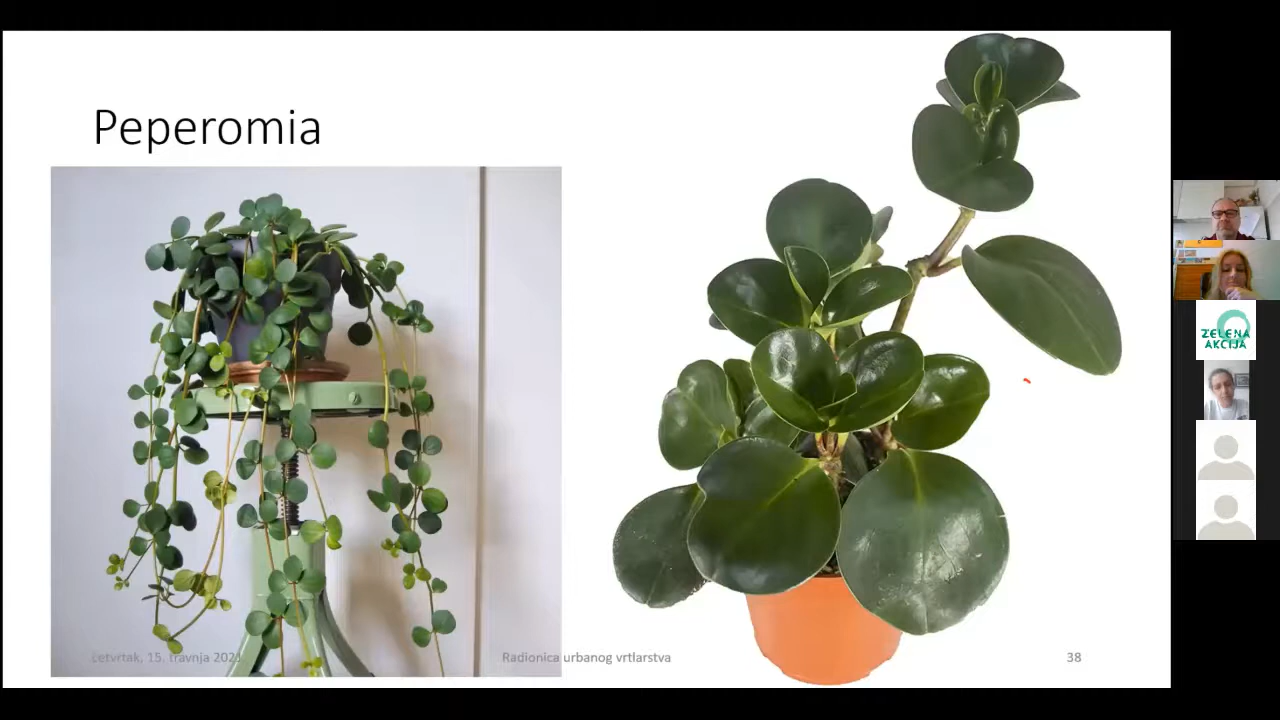 Peperomia
četvrtak, 15. travnja 2021.
Radionica urbanog vrtlarstva
38
ZELENA
AKCIJA